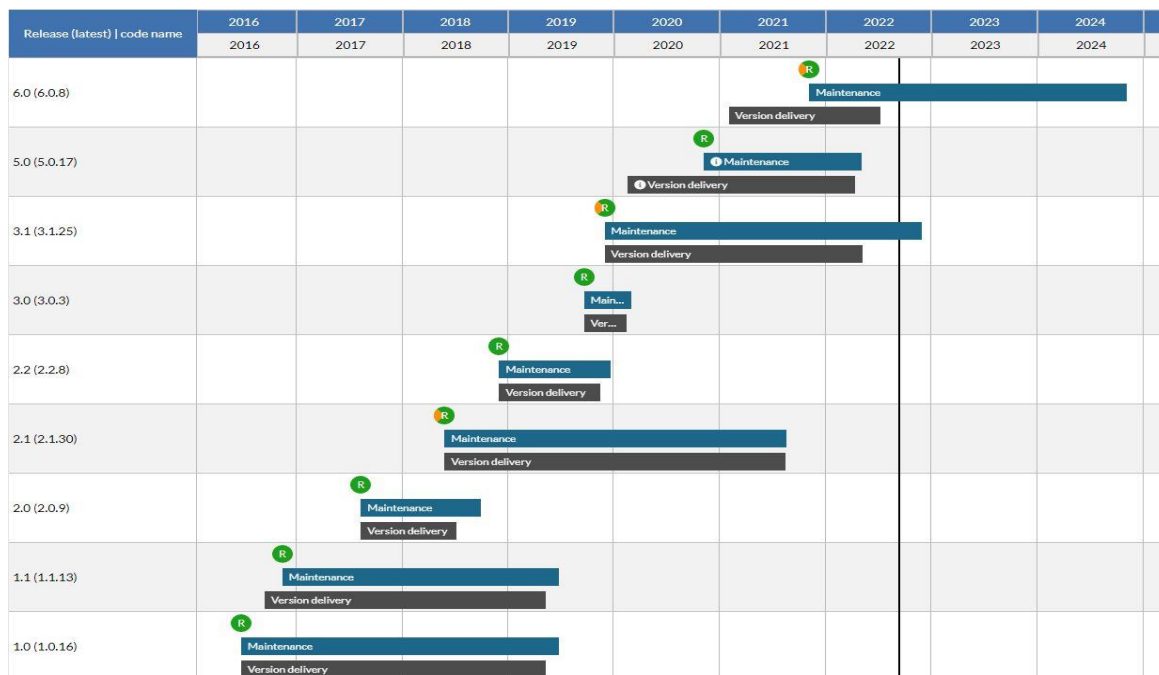 Release (latest) | code name
2016 2017 2018 2019 2020 2021 2022 2023 2024
2016 2017 2018 2019 2020 2021 2022 2023 2024
R
6.0 (6.0.8)
Maintenance
Version delivery
R
5.0 (5.0.17)
i Maintenance
i Version delivery
R
3.1 (3.1.25)
Maintenance
Version delivery
R
3.0 (3.0.3)
Main...
Ver...
R
2.2 (2.2.8)
Maintenance
Version delivery
R
2.1 (2.1.30)
Maintenance
Version delivery
R
2.0 (2.0.9)
Maintenance
Version delivery
R
1.1 (1.1.13)
Maintenance
Version delivery
R
1.0 (1.0.16)
Maintenance
Version delivery